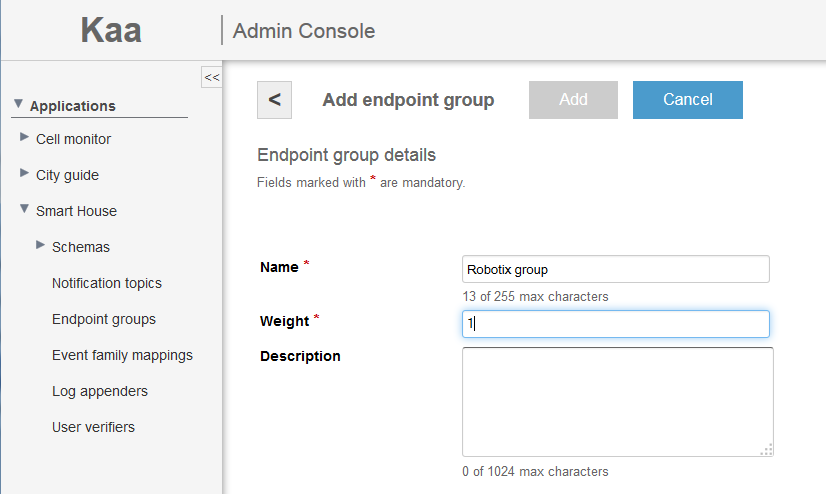 Kaa
Admin Console
<<
Applications
Cell monitor
City guide
Smart House
Schemas
Notification topics
Endpoint groups
Event family mappings
Log appenders
User verifiers
< Add endpoint group Add Cancel
Endpoint group details
Fields marked with * are mandatory.
Name * Robotix group
13 of 255 max characters
Weight * 1
Description
0 of 1024 max characters